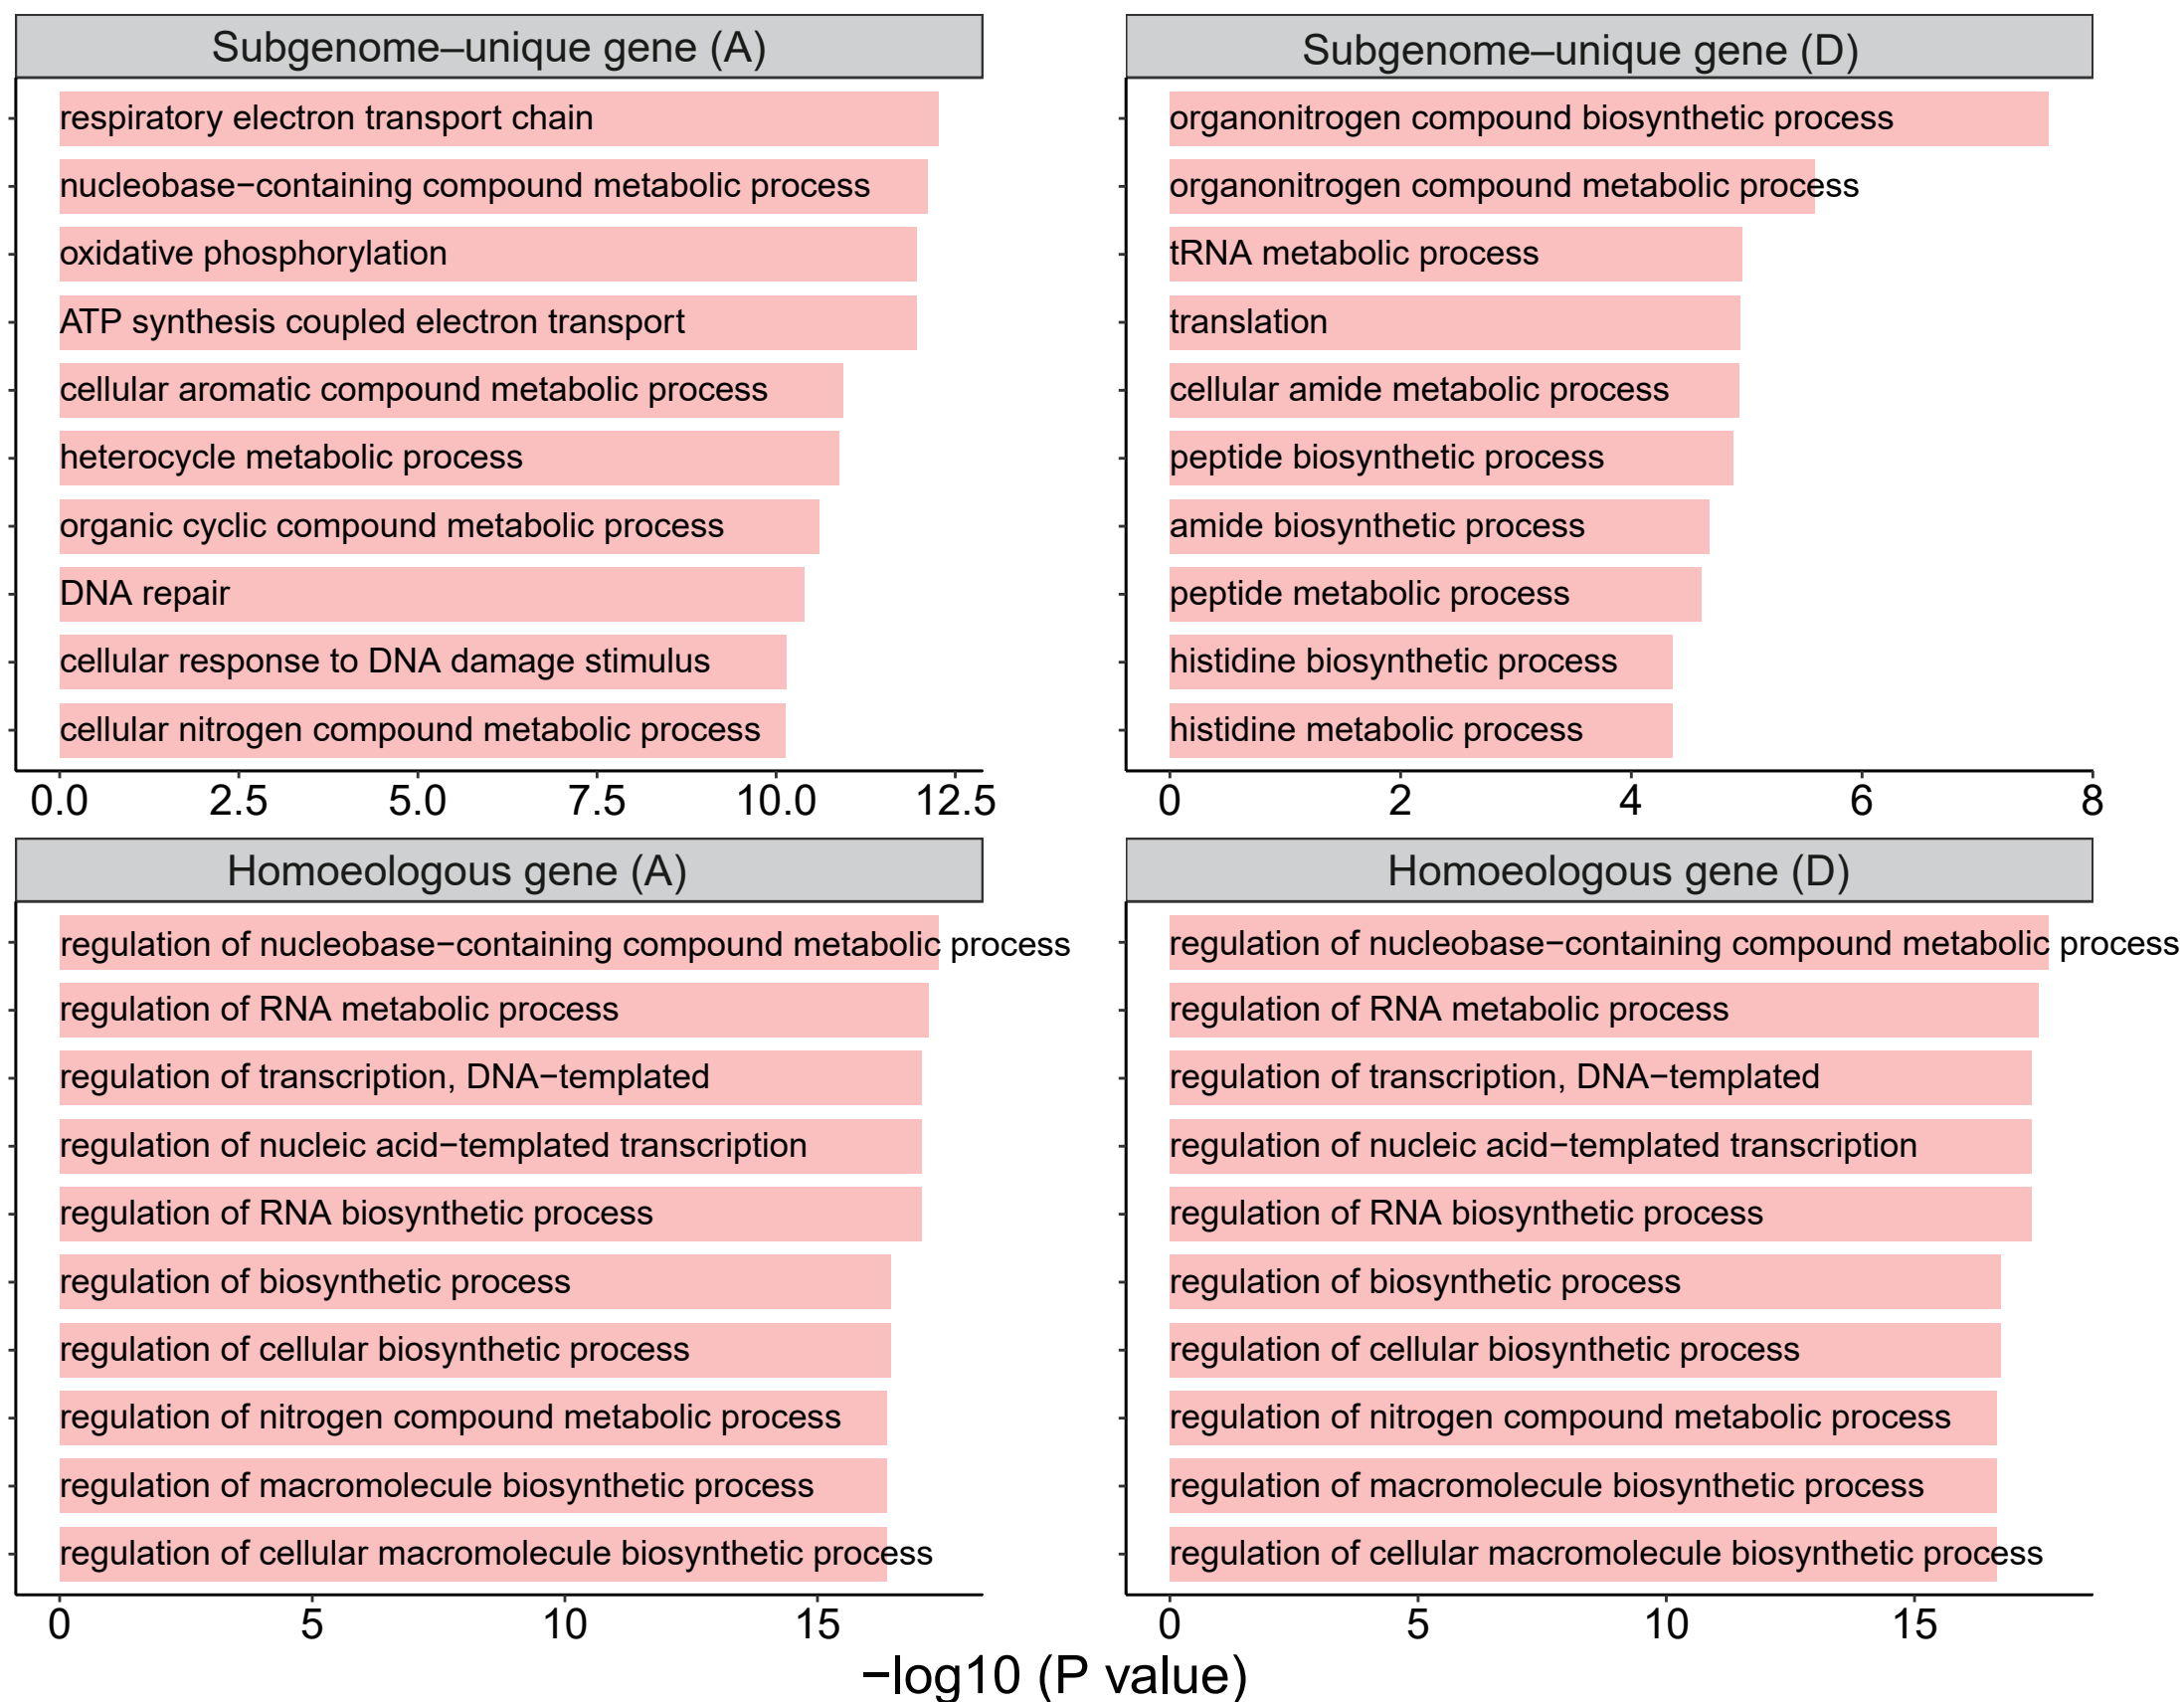 Subgenome–unique gene (A)
respiratory electron transport chain
nucleobase−containing compound metabolic process
oxidative phosphorylation
ATP synthesis coupled electron transport
cellular aromatic compound metabolic process
heterocycle metabolic process
organic cyclic compound metabolic process
DNA repair
cellular response to DNA damage stimulus
cellular nitrogen compound metabolic process
0.0 2.5 5.0 7.5 10.0 12.5
Subgenome–unique gene (D)
organonitrogen compound biosynthetic process
organonitrogen compound metabolic process
tRNA metabolic process
translation
cellular amide metabolic process
peptide biosynthetic process
amide biosynthetic process
peptide metabolic process
histidine biosynthetic process
histidine metabolic process
0 2 4 6 8
Homoeologous gene (A)
regulation of nucleobase−containing compound metabolic process
regulation of RNA metabolic process
regulation of transcription, DNA−templated
regulation of nucleic acid−templated transcription
regulation of RNA biosynthetic process
regulation of biosynthetic process
regulation of cellular biosynthetic process
regulation of nitrogen compound metabolic process
regulation of macromolecule biosynthetic process
regulation of cellular macromolecule biosynthetic process
0 5 10 15
Homoeologous gene (D)
regulation of nucleobase−containing compound metabolic process
regulation of RNA metabolic process
regulation of transcription, DNA−templated
regulation of nucleic acid−templated transcription
regulation of RNA biosynthetic process
regulation of biosynthetic process
regulation of cellular biosynthetic process
regulation of nitrogen compound metabolic process
regulation of macromolecule biosynthetic process
regulation of cellular macromolecule biosynthetic process
0 5 10 15
−log10 (P value)